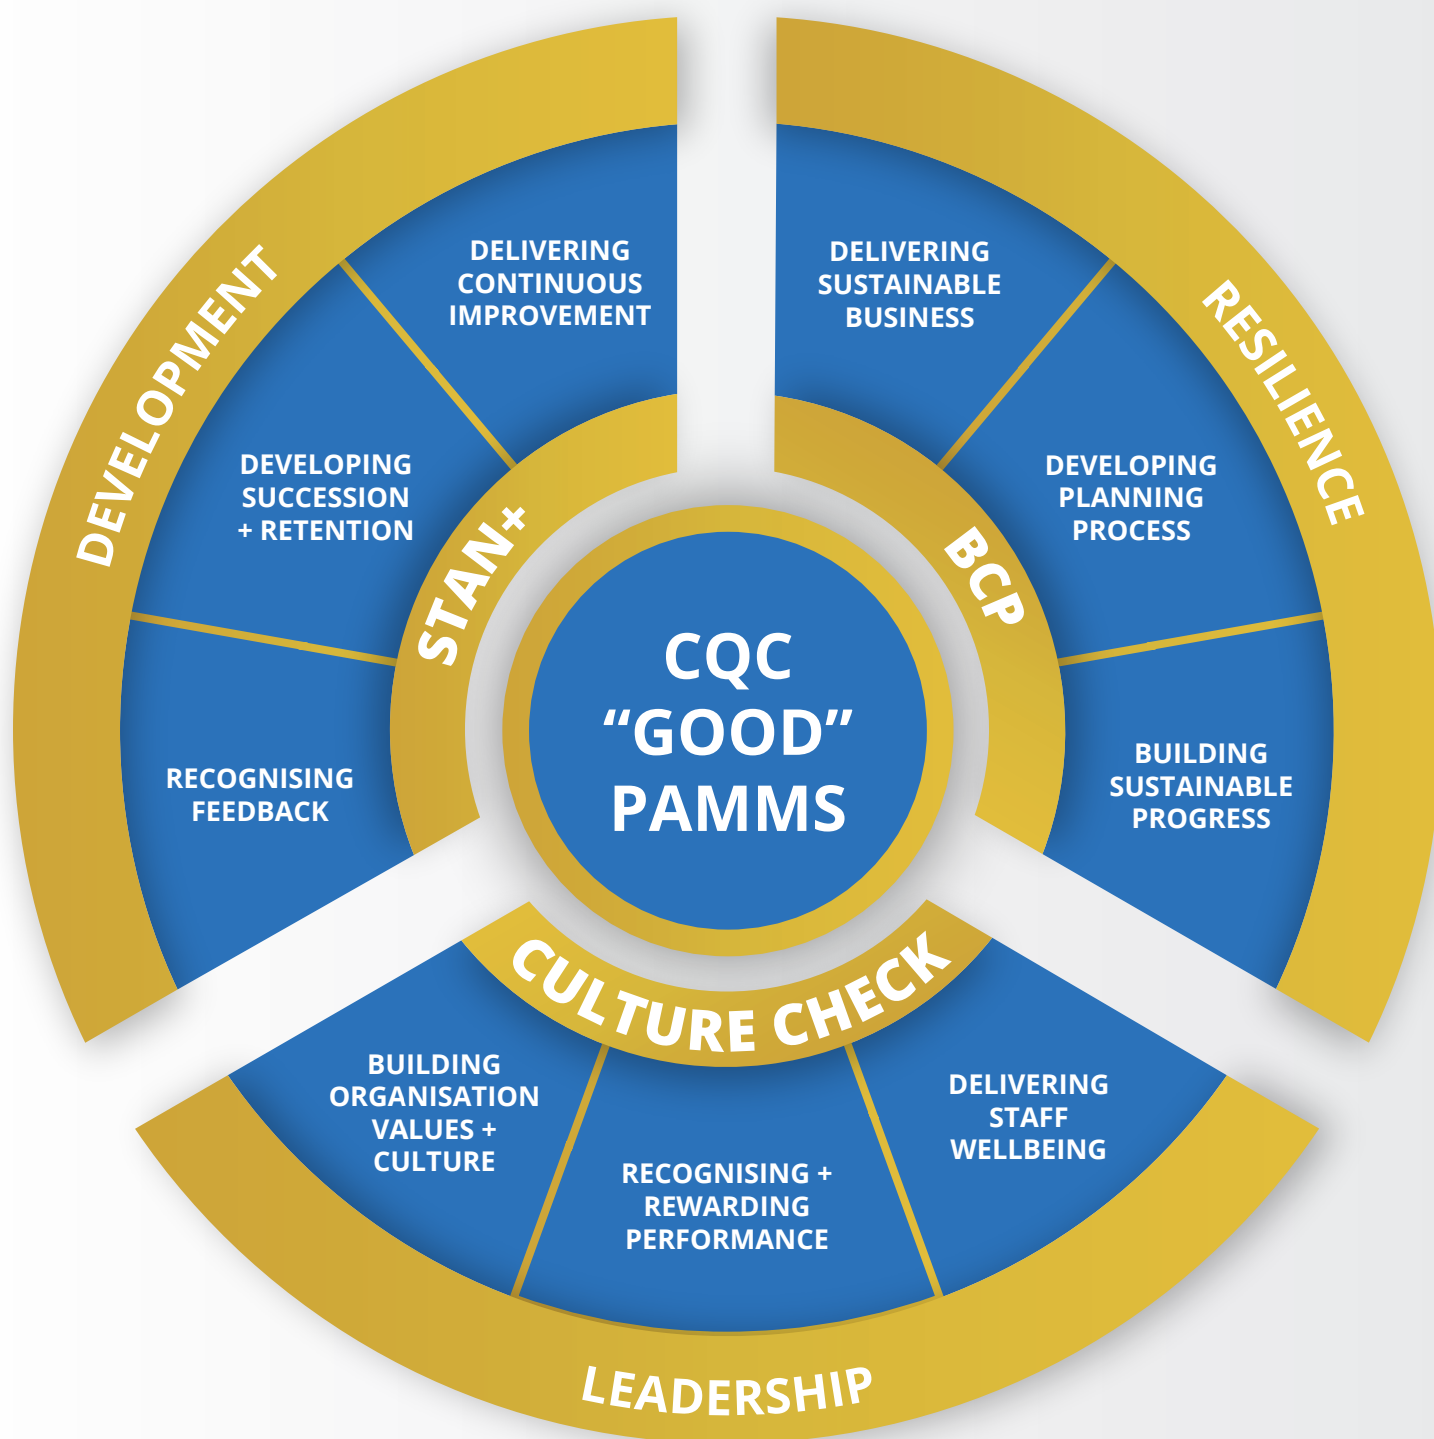 DEVELOPMENT
DELIVERING
CONTINUOUS
IMPROVEMENT
DEVELOPING
SUCCESSION
+ RETENTION
RECOGNISING
FEEDBACK
STAN+
RESILIENCE
DELIVERING
SUSTAINABLE
BUSINESS
DEVELOPING
PLANNING
PROCESS
BUILDING
SUSTAINABLE
PROGRESS
BCP
CQC
“GOOD”
PAMMS
CULTURE CHECK
BUILDING
ORGANISATION
VALUES +
CULTURE
RECOGNISING +
REWARDING
PERFORMANCE
DELIVERING
STAFF
WELLBEING
LEADERSHIP